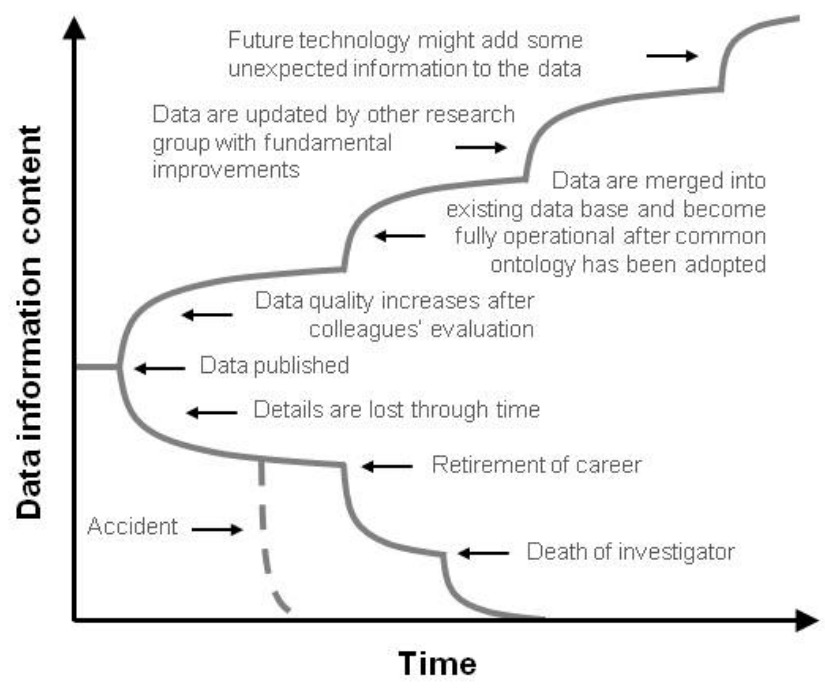 Future technology might add some
unexpected information to the data
Data are updated by other research
group with fundamental
improvements
Data are merged into
existing data base and become
fully operational after common
ontology has been adopted
Data quality increases after
colleagues' evaluation
Data published
Details are lost through time
Retirement of career
Accident
Death of investigator
Data information content
Time